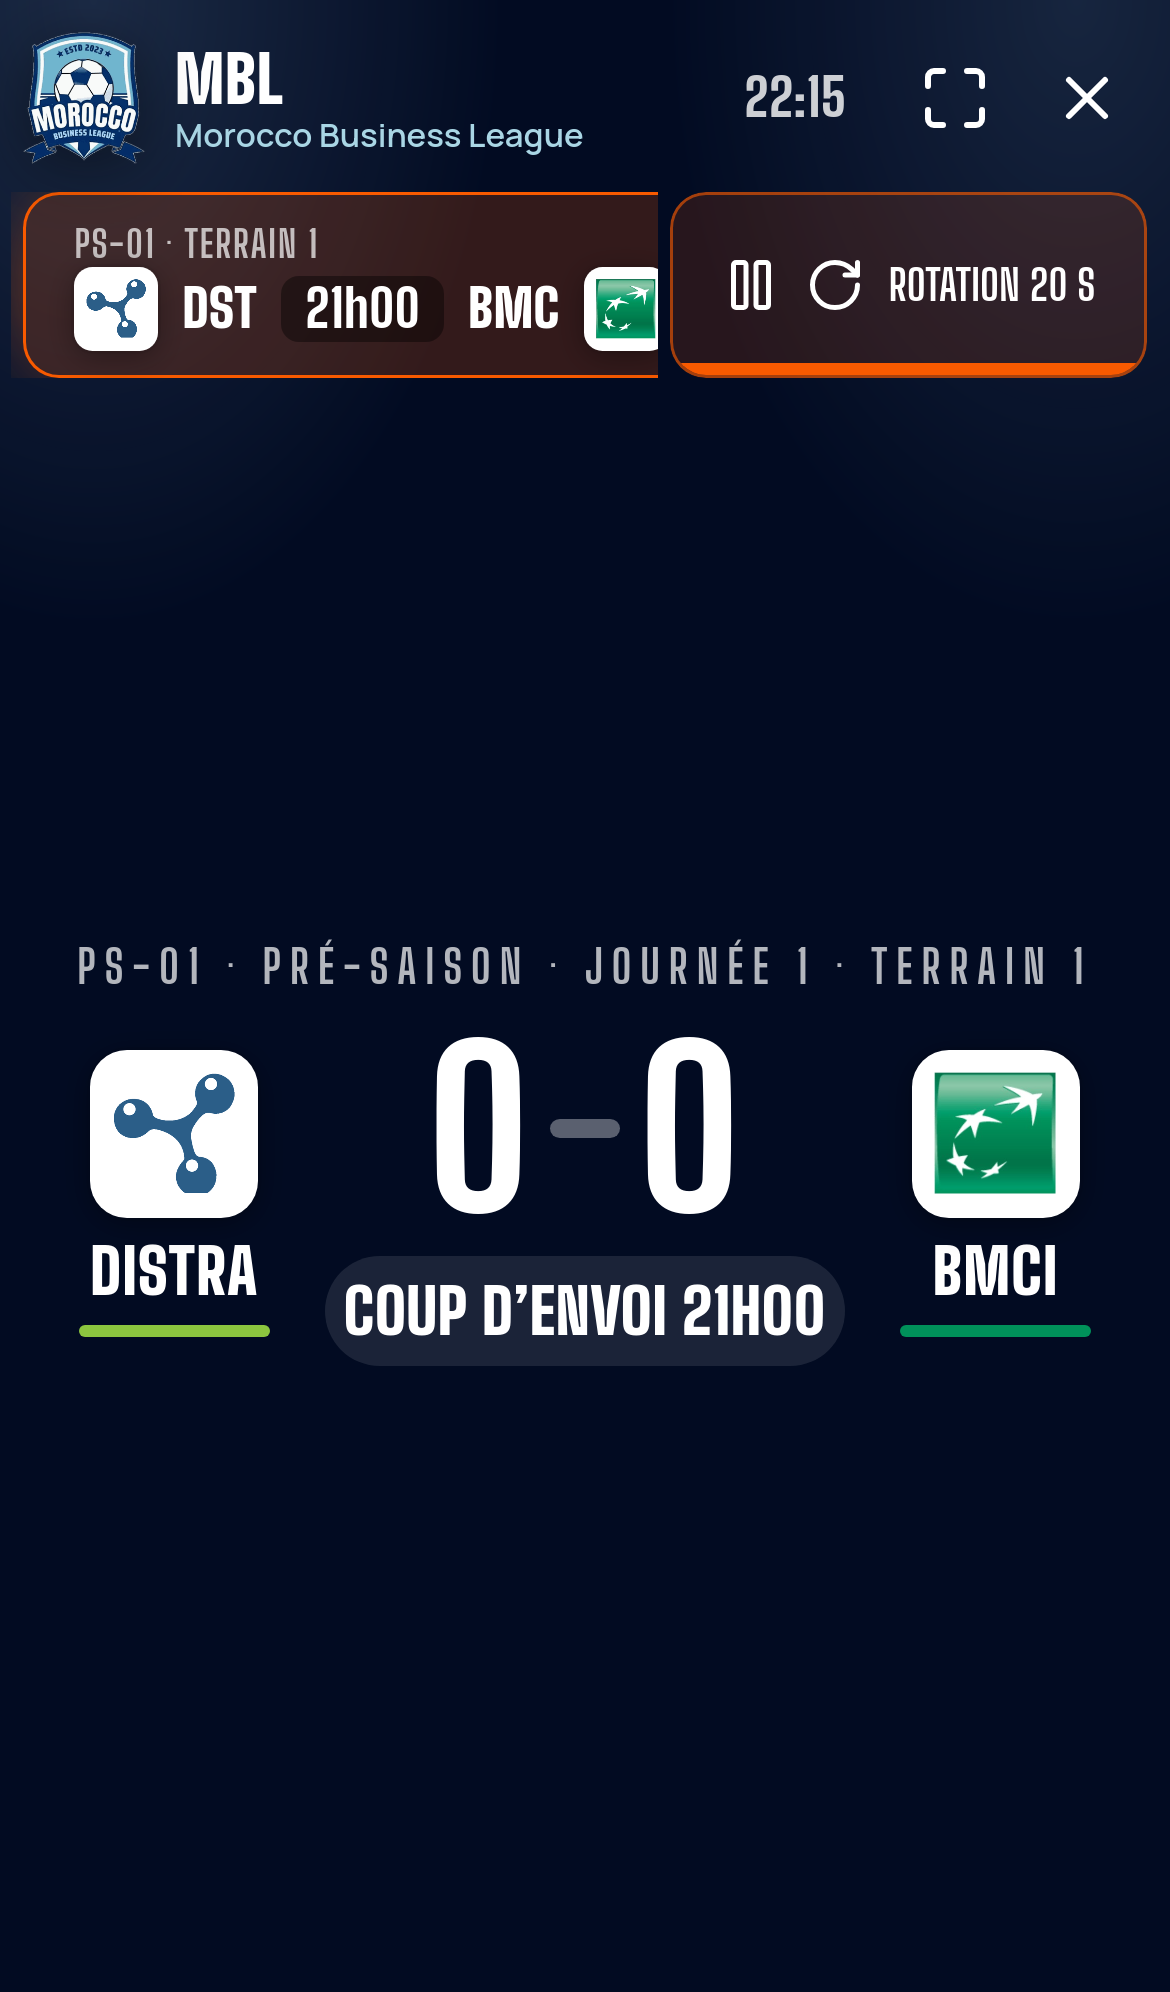 ★ ESTD 2023 ★
MOROCCO
BUSINESS LEAGUE
MBL
Morocco Business League
22:15
PS-01 · TERRAIN 1
DST 21h00 BMC
ROTATION 20 S
PS-01 · PRÉ-SAISON · JOURNÉE 1 · TERRAIN 1
0-0
DISTRA
BMCI
COUP D’ENVOI 21H00